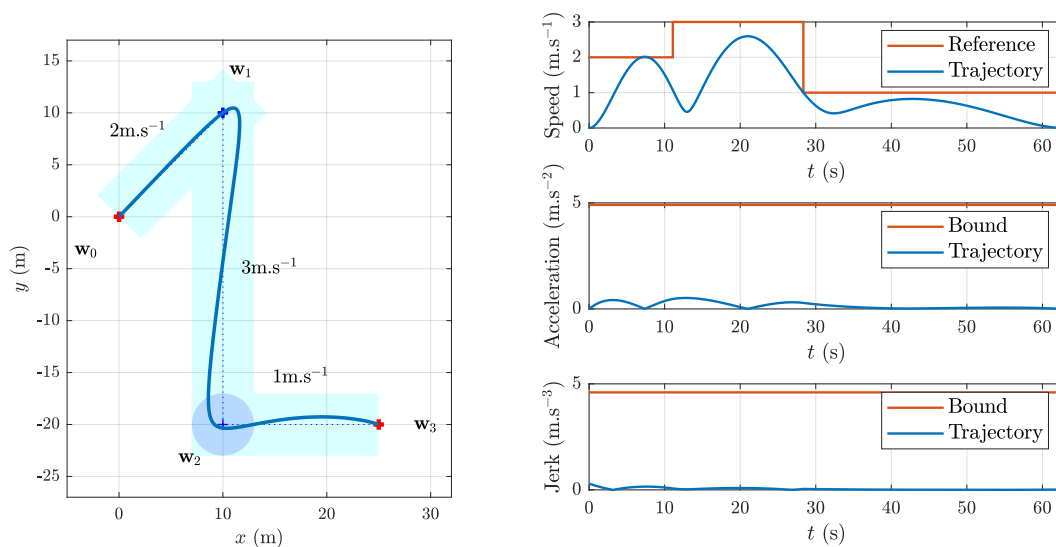 15
10
5
0
-5
-10
-15
-20
-25
0
10
20
30
x (m)
y (m)
w₀
w₁
w₂
w₃
2m.s⁻¹
3m.s⁻¹
1m.s⁻¹
Speed (m.s⁻¹)
3
2
1
0
0
10
20
30
40
50
60
t (s)
Reference
Trajectory
Acceleration (m.s⁻²)
5
0
0
10
20
30
40
50
60
t (s)
Bound
Trajectory
Jerk (m.s⁻³)
5
0
0
10
20
30
40
50
60
t (s)
Bound
Trajectory